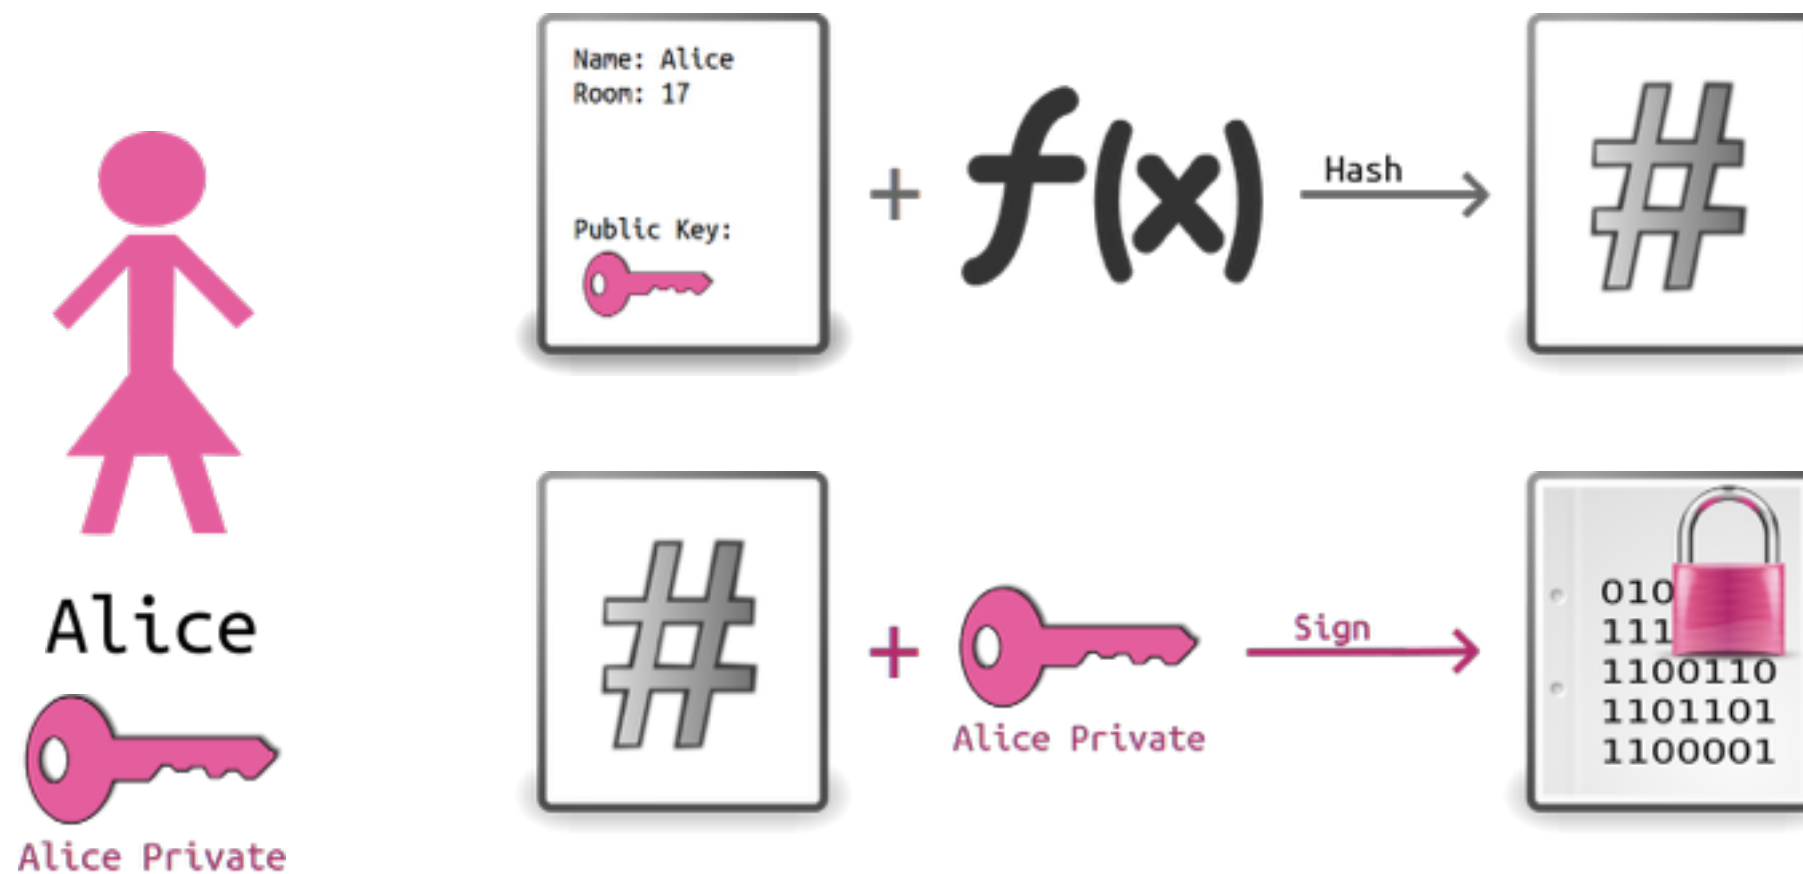 Name: Alice
Room: 17
Public Key:
+
f(x)
Hash
#
Alice
Alice Private
#
+
Alice Private
Sign
010
111
1100110
1101101
1100001